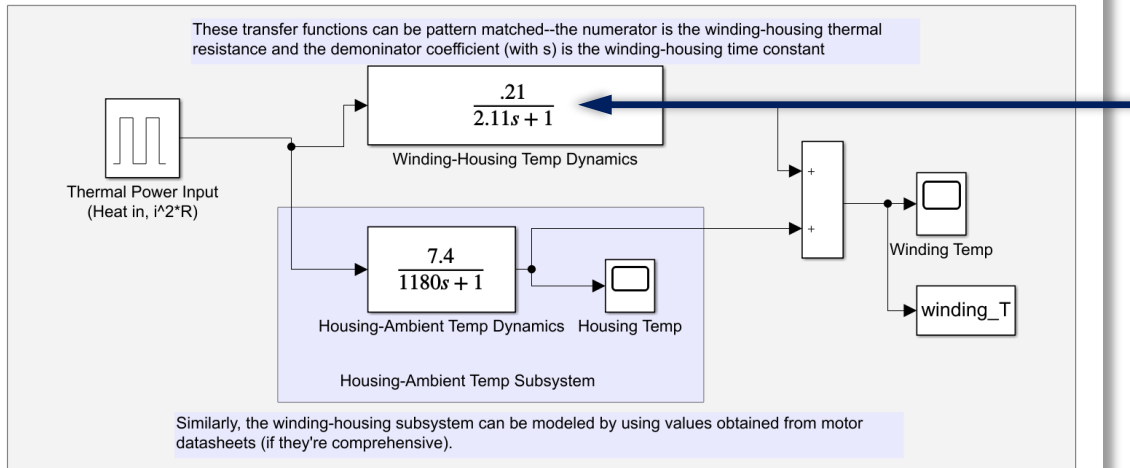 These transfer functions can be pattern matched--the numerator is the winding-housing thermal
resistance and the demoninator coefficient (with s) is the winding-housing time constant
.21
2.11s + 1
Winding-Housing Temp Dynamics
Thermal Power Input
(Heat in, i^2*R)
+
+
Winding Temp
7.4
1180s + 1
Housing-Ambient Temp Dynamics
Housing Temp
winding_T
Housing-Ambient Temp Subsystem
Similarly, the winding-housing subsystem can be modeled by using values obtained from motor
datasheets (if they're comprehensive).